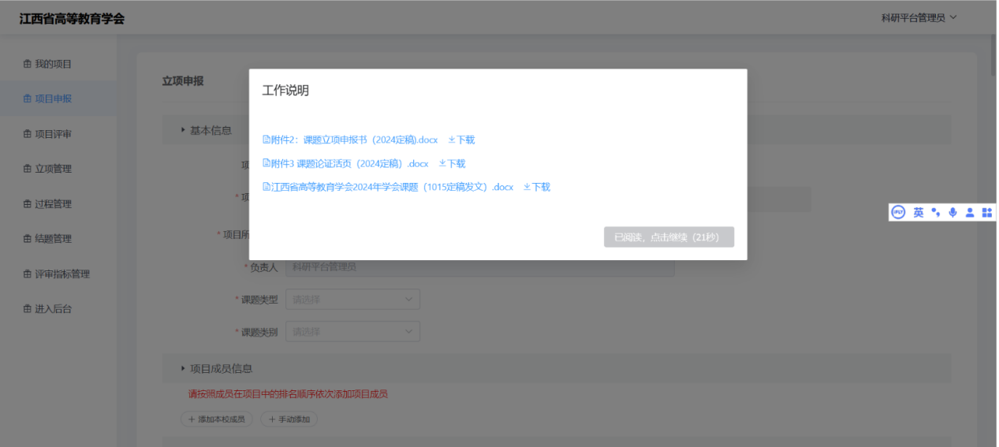 江西省高等教育学会
科研平台管理员
我的项目
项目申报
项目评审
立项管理
过程管理
结题管理
评审指标管理
进入后台
立项申报
基本信息
工作说明
附件2：课题立项申报书（2024定稿).docx 下载
附件3 课题论证活页（2024定稿）.docx 下载
江西省高等教育学会2024年学会课题（1015定稿发文）.docx 下载
已阅读，点击继续（21秒）
项
* 项
* 项目所
* 负责人 科研平台管理员
* 课题类型 请选择
* 课题类别 请选择
项目成员信息
请按照成员在项目中的排名顺序依次添加项目成员
+ 添加本校成员 + 手动添加
iFLY 英